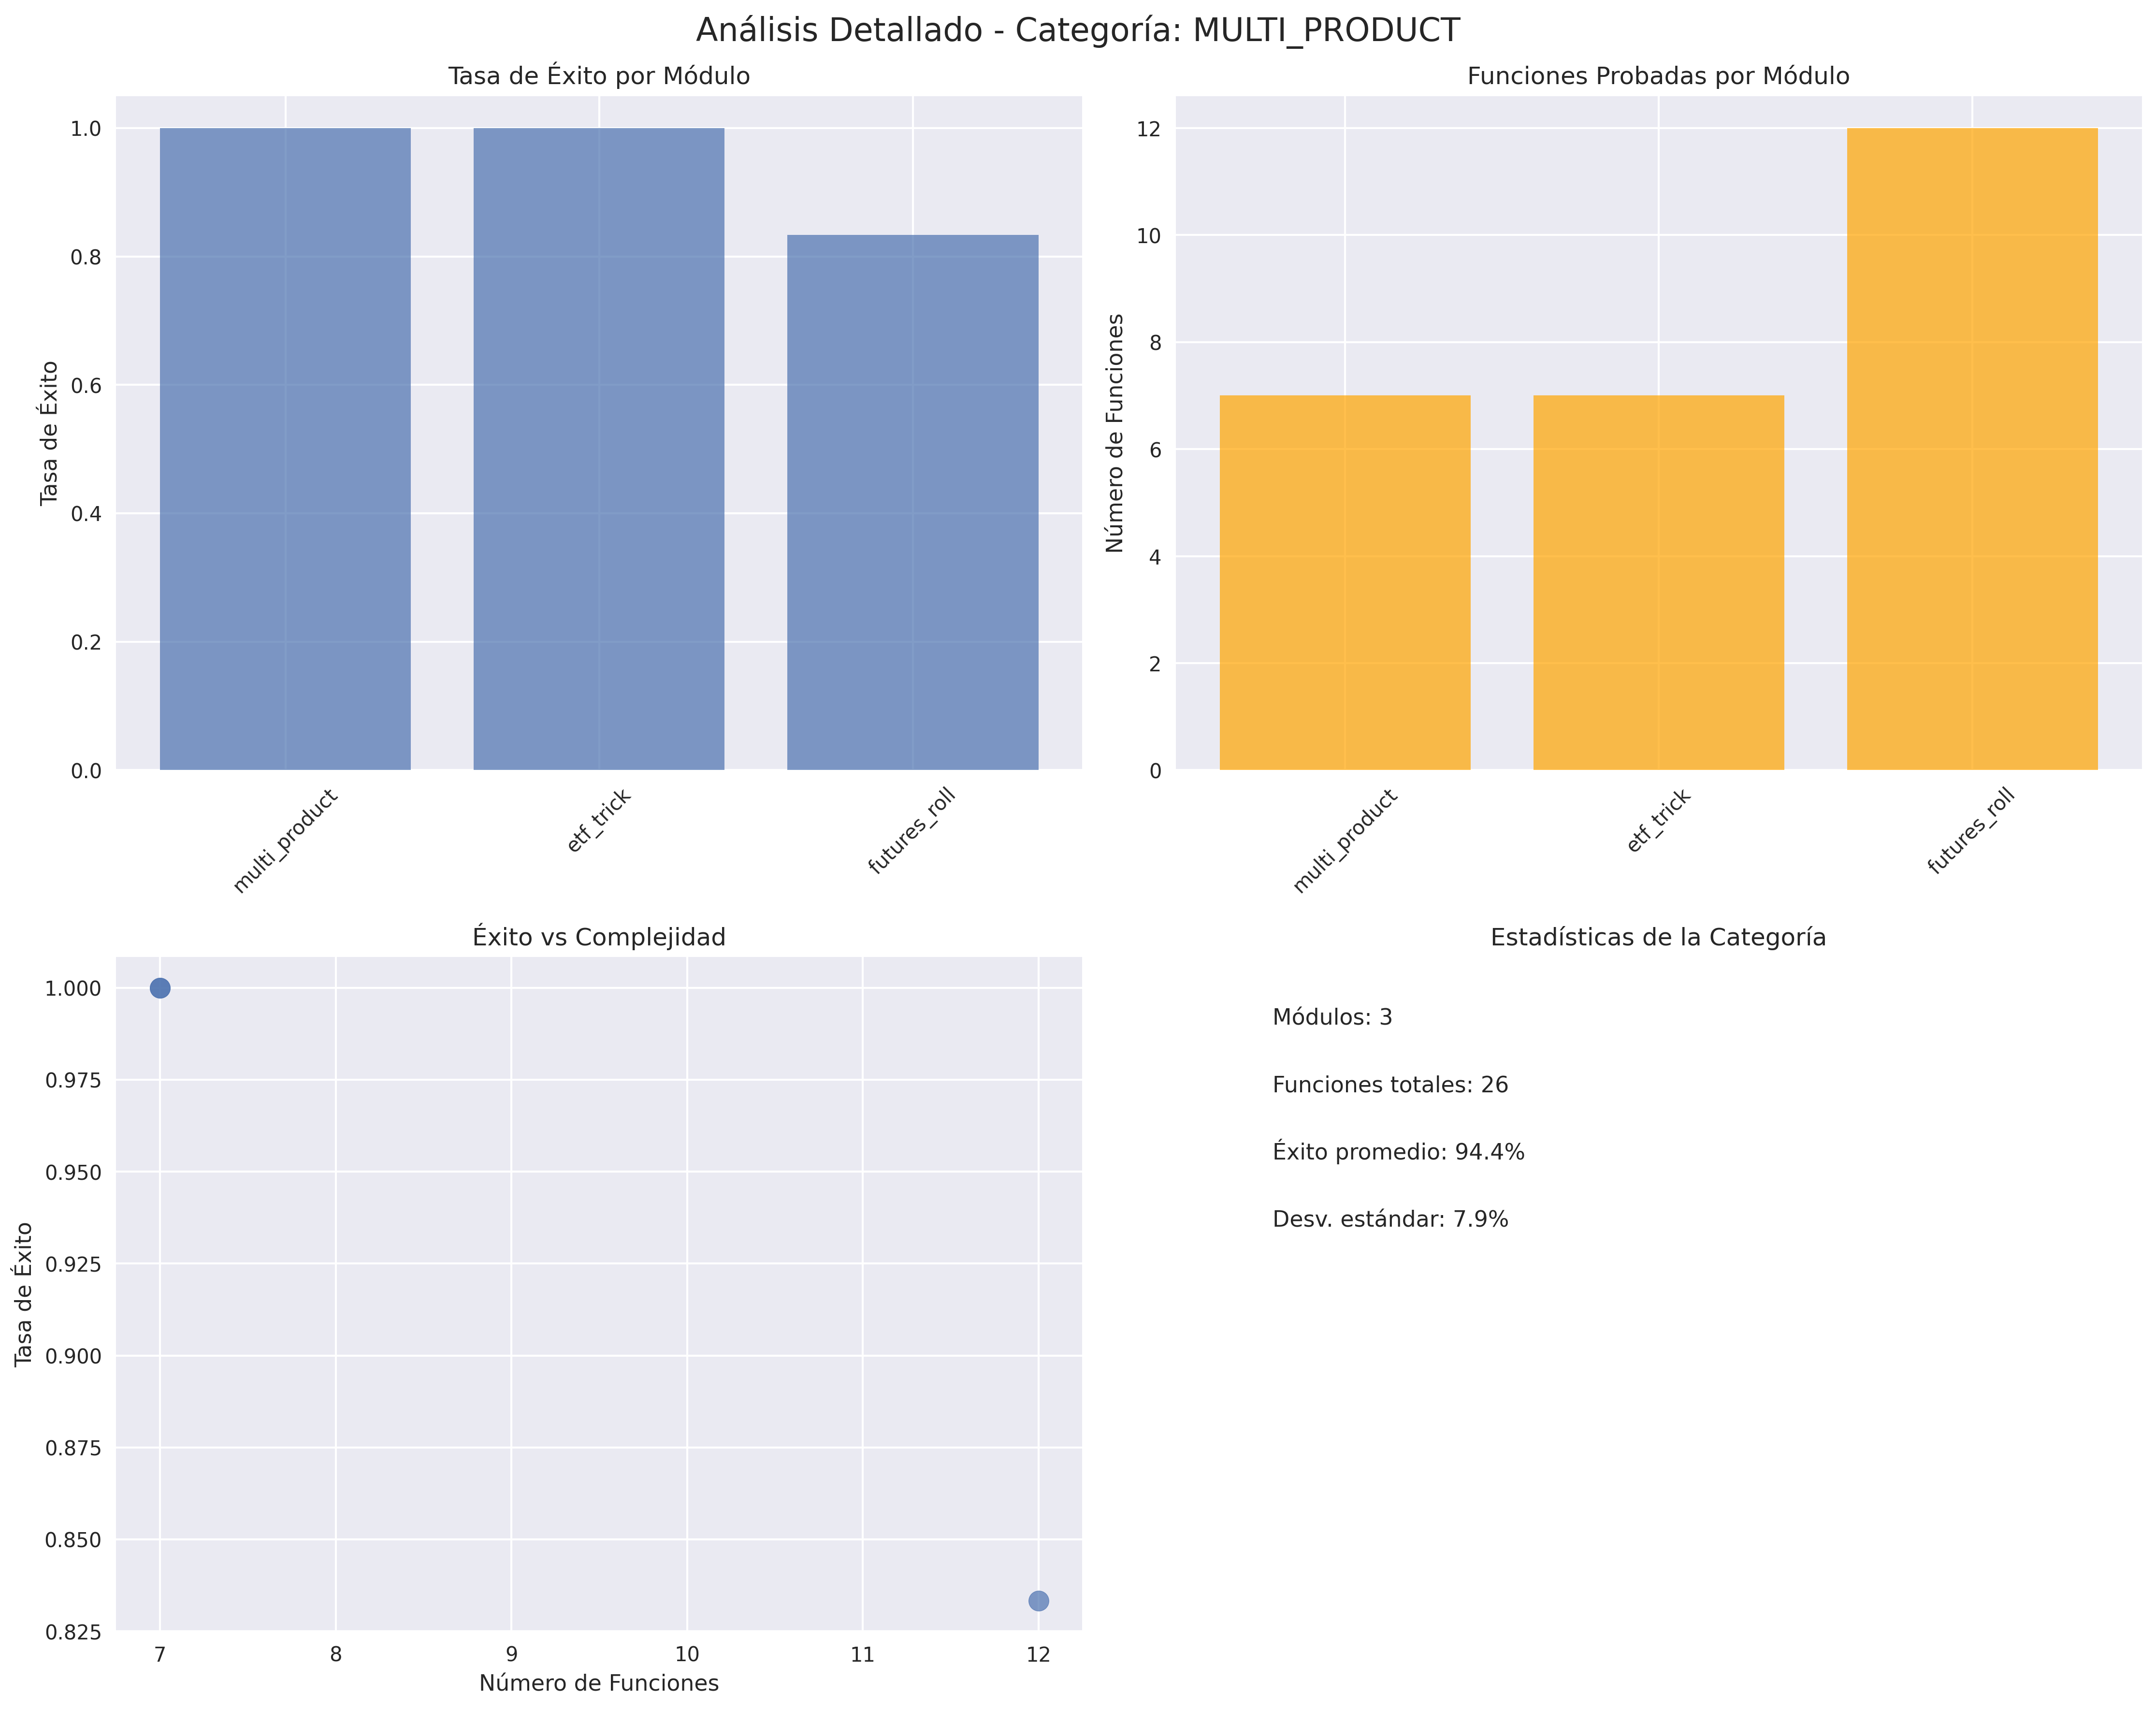 Análisis Detallado - Categoría: MULTI_PRODUCT
Tasa de Éxito por Módulo
Tasa de Éxito
1.0
0.8
0.6
0.4
0.2
0.0
multi_product
etf_trick
futures_roll
Funciones Probadas por Módulo
Número de Funciones
12
10
8
6
4
2
0
multi_product
etf_trick
futures_roll
Éxito vs Complejidad
Tasa de Éxito
1.000
0.975
0.950
0.925
0.900
0.875
0.850
0.825
7
8
9
10
11
12
Número de Funciones
Estadísticas de la Categoría
Módulos: 3
Funciones totales: 26
Éxito promedio: 94.4%
Desv. estándar: 7.9%